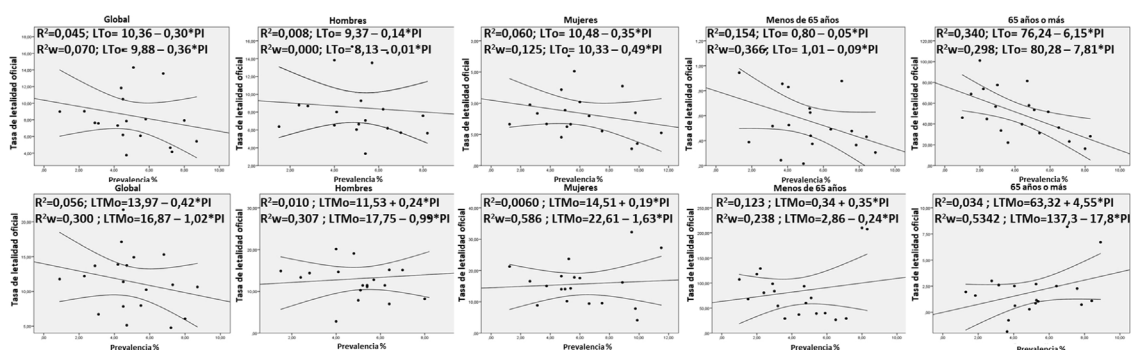 Global
R²=0,045; LTo= 10,36 – 0,30*PI
R²w=0,070; LTo= 9,88 – 0,36*PI
Tasa de letalidad oficial
Prevalencia %
Hombres
R²=0,008; LTo= 9,37 – 0,14*PI
R²w=0,000; LTo= 8,13 – 0,01*PI
Tasa de letalidad oficial
Prevalencia %
Mujeres
R²=0,060; LTo= 10,48 – 0,35*PI
R²w=0,125; LTo= 10,33 – 0,49*PI
Tasa de letalidad oficial
Prevalencia %
Menos de 65 años
R²=0,154; LTo= 0,80 – 0,05*PI
R²w=0,366; LTo= 1,01 – 0,09*PI
Tasa de letalidad oficial
Prevalencia %
65 años o más
R²=0,340; LTo= 76,24 – 6,15*PI
R²w=0,298; LTo= 80,28 – 7,81*PI
Tasa de letalidad oficial
Prevalencia %
Global
R²=0,056; LTMo=13,97 – 0,42*PI
R²w=0,300 ; LTMo=16,87 – 1,02*PI
Tasa de letalidad oficial
Prevalencia %
Hombres
R²=0,010 ; LTMo=11,53 + 0,24*PI
R²w=0,307 ; LTMo=17,75 – 0,99*PI
Tasa de letalidad oficial
Prevalencia %
Mujeres
R²=0,0060 ; LTMo=14,51 + 0,19*PI
R²w=0,586 ; LTMo=22,61 – 1,63*PI
Tasa de letalidad oficial
Prevalencia %
Menos de 65 años
R²=0,123 ; LTMo=0,34 + 0,35*PI
R²w=0,238 ; LTMo=2,86 – 0,24*PI
Tasa de letalidad oficial
Prevalencia %
65 años o más
R²=0,034 ; LTMo=63,32 + 4,55*PI
R²w=0,5342 ; LTMo=137,3 – 17,8*PI
Tasa de letalidad oficial
Prevalencia %